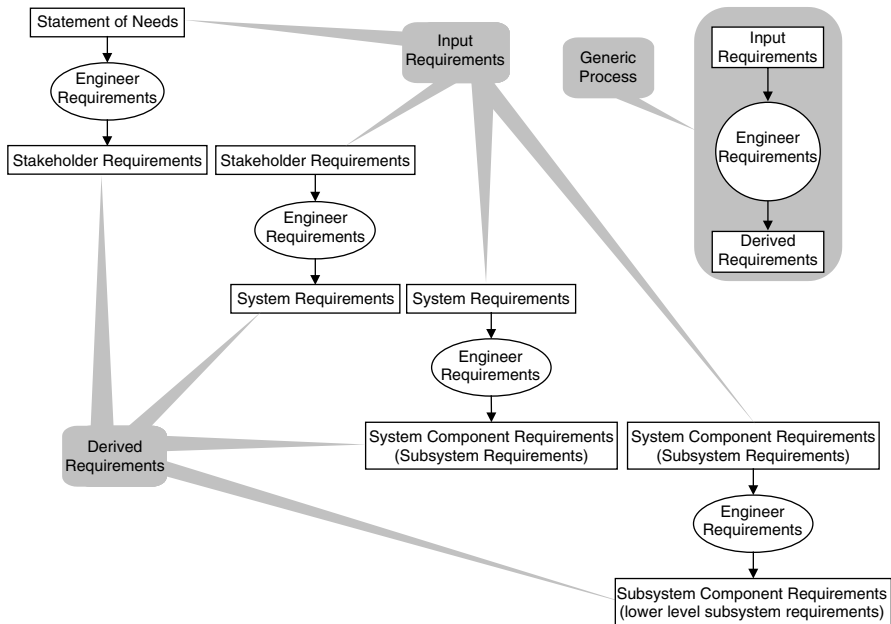 Statement of Needs
Engineer
Requirements
Stakeholder Requirements
Input
Requirements
Generic
Process
Input
Requirements
Engineer
Requirements
Derived
Requirements
Stakeholder Requirements
Engineer
Requirements
System Requirements
System Requirements
Engineer
Requirements
System Component Requirements
(Subsystem Requirements)
Derived
Requirements
System Component Requirements
(Subsystem Requirements)
Engineer
Requirements
Subsystem Component Requirements
(lower level subsystem requirements)